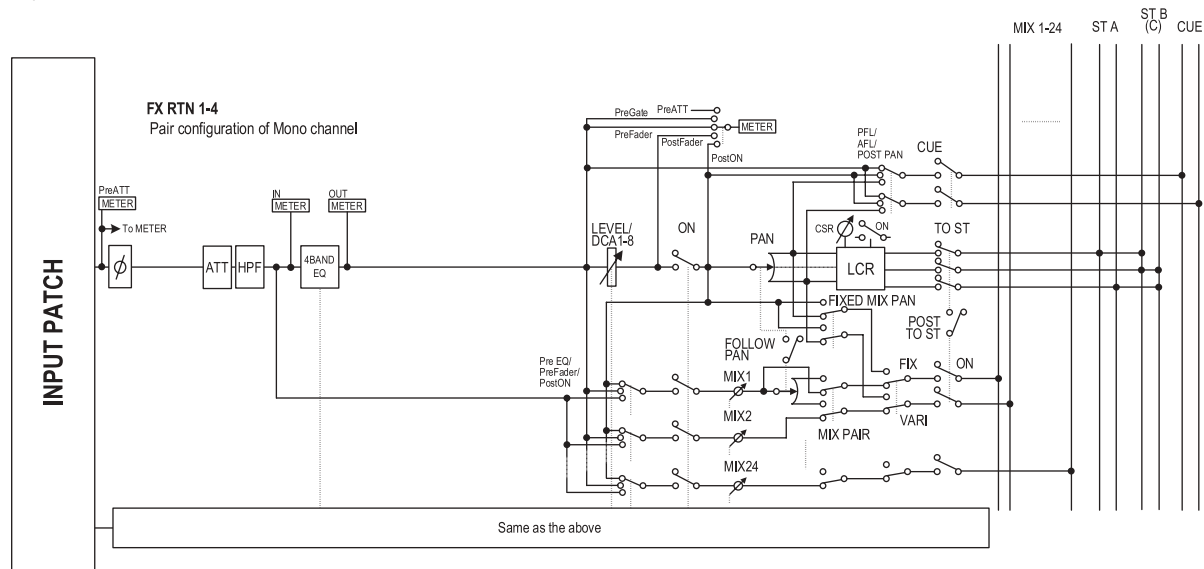 MIX 1-24
ST A
ST B
(C)
CUE
INPUT PATCH
FX RTN 1-4
Pair configuration of Mono channel
PreATT
METER
To METER
ø
ATT
HPF
IN
METER
4BAND
EQ
OUT
METER
PreGate
PreATT
METER
PreFader
PostFader
PostON
LEVEL/
DCA1-8
ON
PAN
PFL/
AFL/
POST PAN
CUE
CSR
ON
LCR
TO ST
FIXED MIX PAN
FOLLOW
PAN
POST
TO ST
Pre EQ/
PreFader/
PostON
MIX1
FIX
ON
MIX2
MIX PAIR
VARI
MIX24
Same as the above